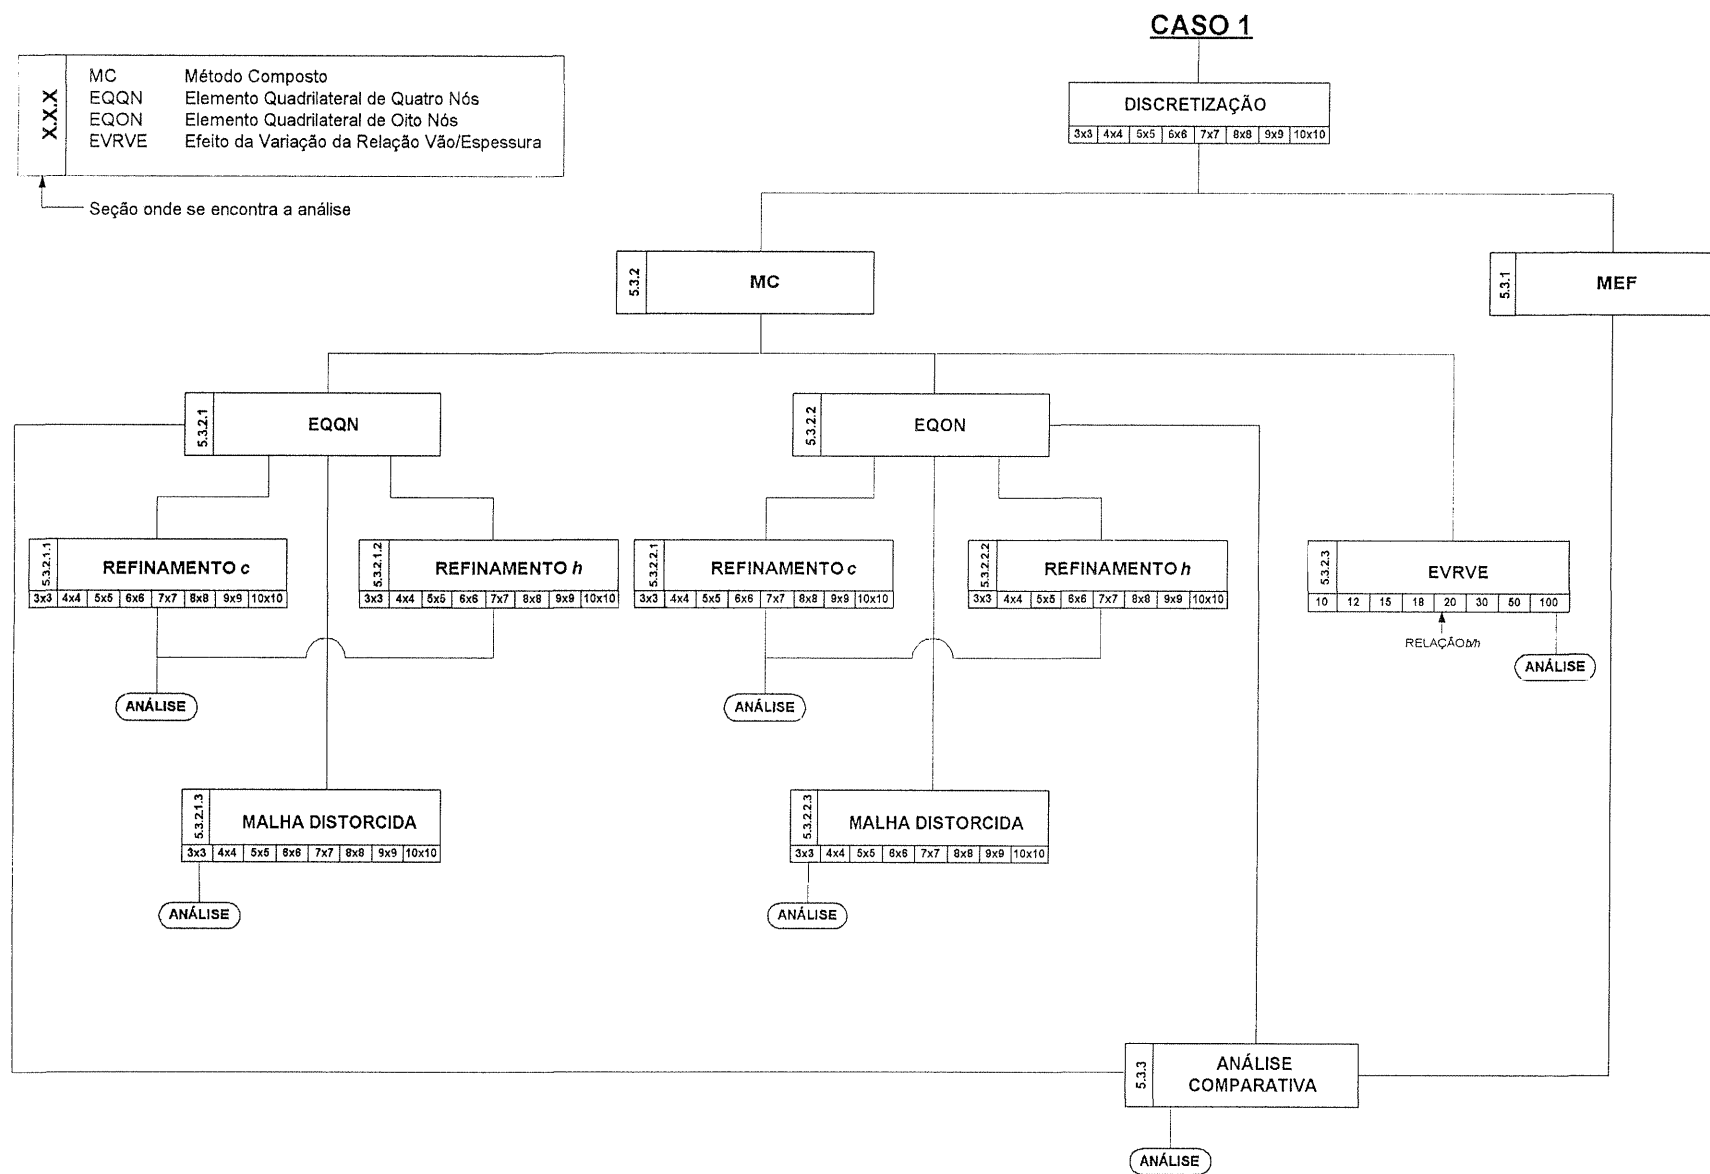 CASO 1
X.X.X
MC Método Composto
EQQN Elemento Quadrilateral de Quatro Nós
EQON Elemento Quadrilateral de Oito Nós
EVRVE Efeito da Variação da Relação Vão/Espessura
Seção onde se encontra a análise
DISCRETIZAÇÃO
3x3 4x4 5x5 6x6 7x7 8x8 9x9 10x10
5.3.2 MC
5.3.1 MEF
5.3.2.1 EQQN
5.3.2.2 EQON
5.3.2.1.1 REFINAMENTO c
3x3 4x4 5x5 6x6 7x7 8x8 9x9 10x10
5.3.2.1.2 REFINAMENTO h
3x3 4x4 5x5 6x6 7x7 8x8 9x9 10x10
5.3.2.2.1 REFINAMENTO c
3x3 4x4 5x5 6x6 7x7 8x8 9x9 10x10
5.3.2.2.2 REFINAMENTO h
3x3 4x4 5x5 6x6 7x7 8x8 9x9 10x10
5.3.2.3 EVRVE
10 12 15 18 20 30 50 100
RELAÇÃO b/h
ANÁLISE
ANÁLISE
ANÁLISE
5.3.2.1.3 MALHA DISTORCIDA
3x3 4x4 5x5 6x6 7x7 8x8 9x9 10x10
5.3.2.2.3 MALHA DISTORCIDA
3x3 4x4 5x5 6x6 7x7 8x8 9x9 10x10
ANÁLISE
ANÁLISE
5.3.3 ANÁLISE
COMPARATIVA
ANÁLISE